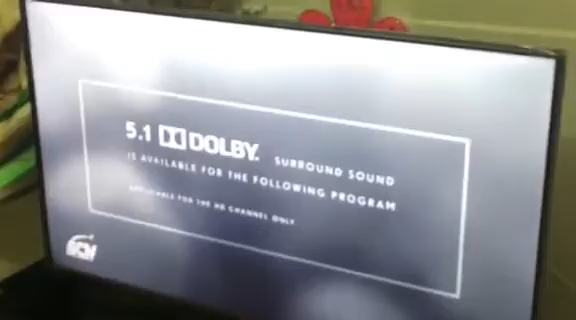 5.1 DOLBY. SURROUND SOUND
IS AVAILABLE FOR THE FOLLOWING PROGRAM
APPLICABLE FOR THE HD CHANNEL ONLY